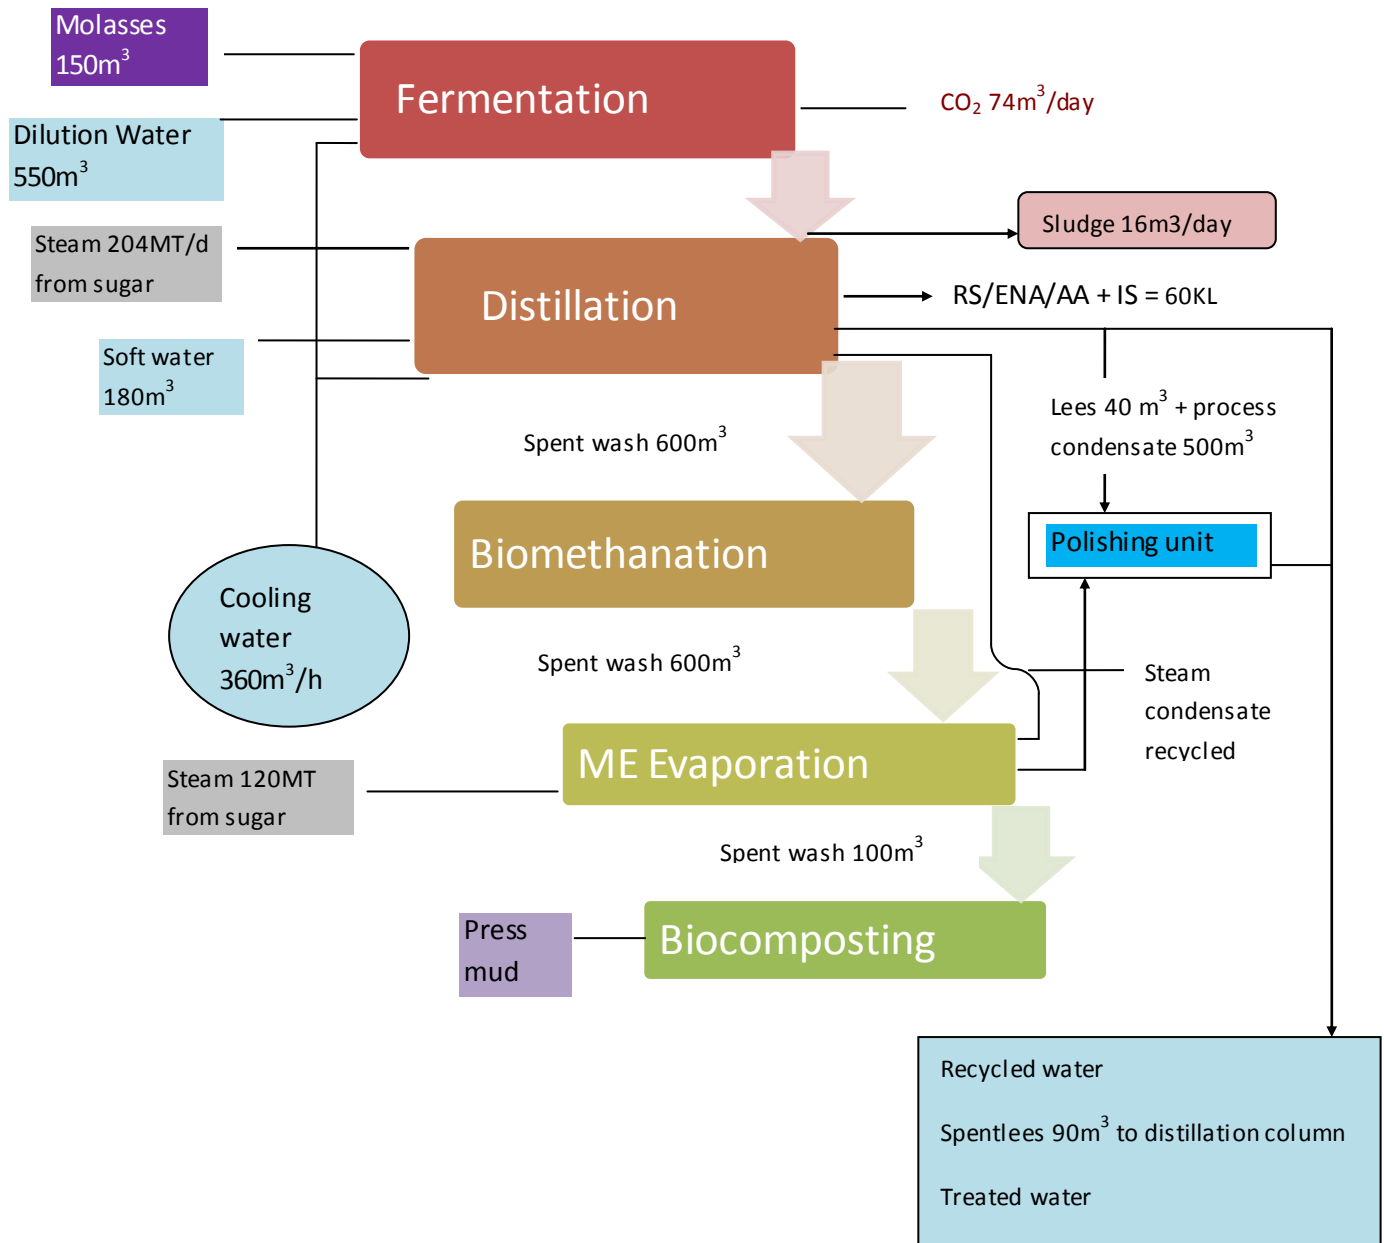 Molasses
150m³
Fermentation
CO₂ 74m³/day
Dilution Water
550m³
Sludge 16m3/day
Steam 204MT/d
from sugar
Distillation
RS/ENA/AA + IS = 60KL
Soft water
180m³
Lees 40 m³ + process
condensate 500m³
Spent wash 600m³
Polishing unit
Biomethanation
Cooling
water
360m³/h
Spent wash 600m³
Steam
condensate
recycled
ME Evaporation
Steam 120MT
from sugar
Spent wash 100m³
Press
mud
Biocomposting
Recycled water
Spentlees 90m³ to distillation column
Treated water